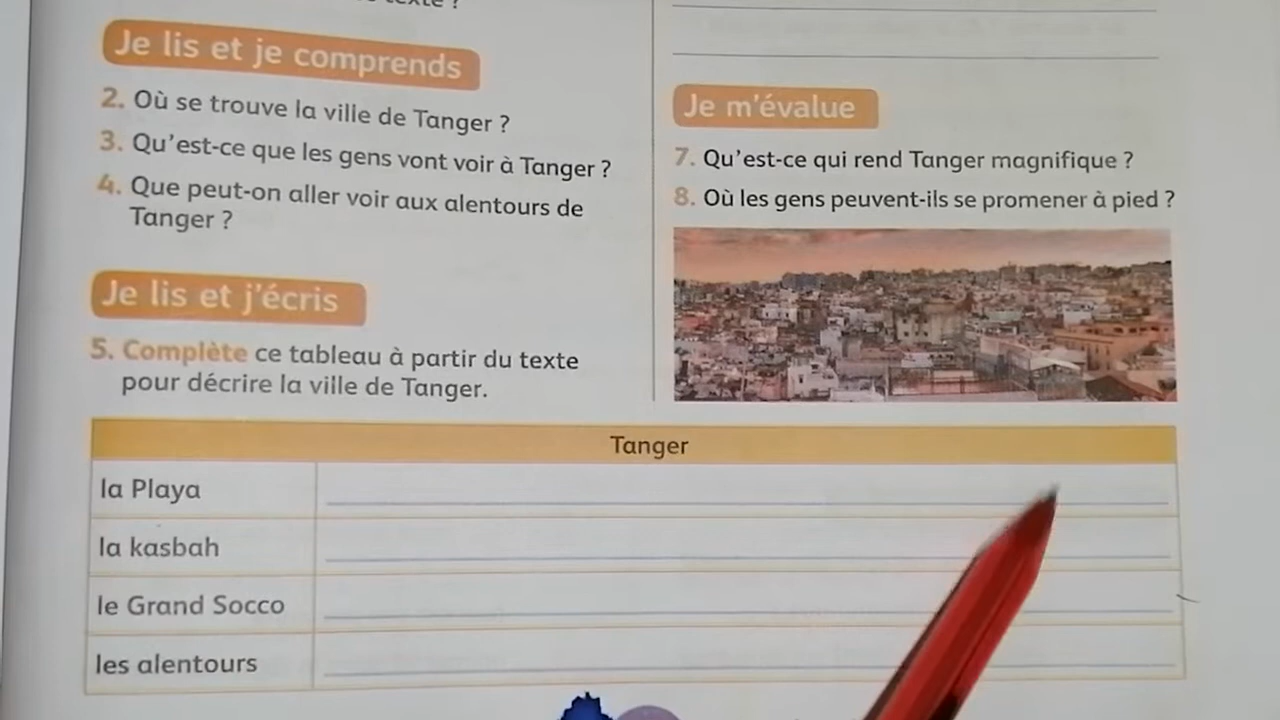 Je lis et je comprends
2. Où se trouve la ville de Tanger ?
3. Qu'est-ce que les gens vont voir à Tanger ?
4. Que peut-on aller voir aux alentours de
Tanger ?
Je lis et j'écris
5. Complète ce tableau à partir du texte
pour décrire la ville de Tanger.
Je m'évalue
7. Qu'est-ce qui rend Tanger magnifique ?
8. Où les gens peuvent-ils se promener à pied ?
Tanger
la Playa
la kasbah
le Grand Socco
les alentours